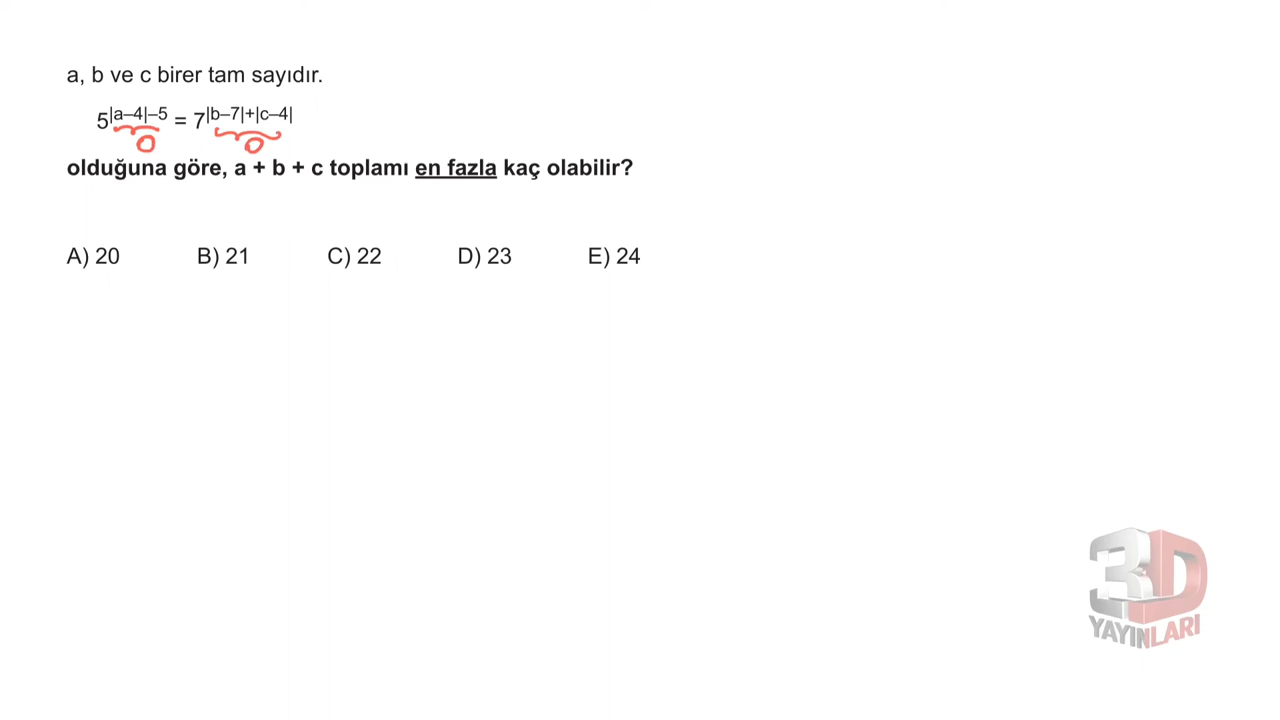 a, b ve c birer tam sayıdır.
5^{|a–4|–5} = 7^{|b–7|+|c–4|}
0 0
olduğuna göre, a + b + c toplamı en fazla kaç olabilir?
A) 20 B) 21 C) 22 D) 23 E) 24
3D
YAYINLARI